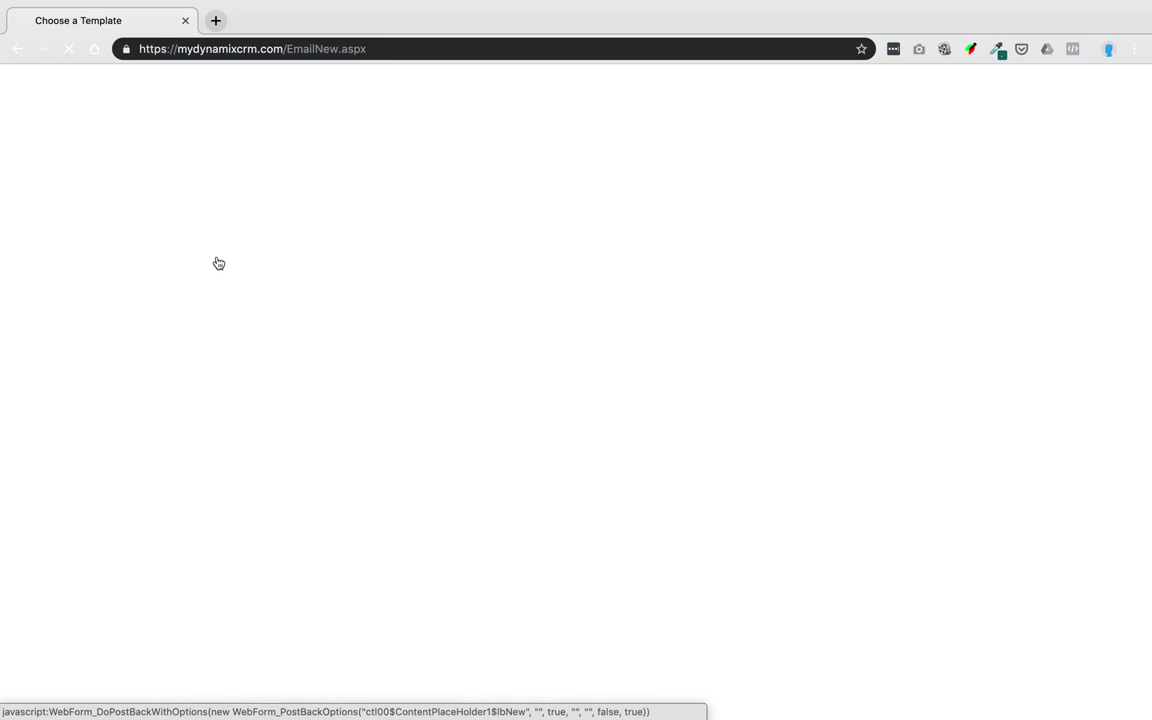 Choose a Template
https://mydynamixcrm.com/EmailNew.aspx
javascript:WebForm_DoPostBackWithOptions(new WebForm_PostBackOptions("ctl00$ContentPlaceHolder1$lbNew", "", true, "", "", false, true))